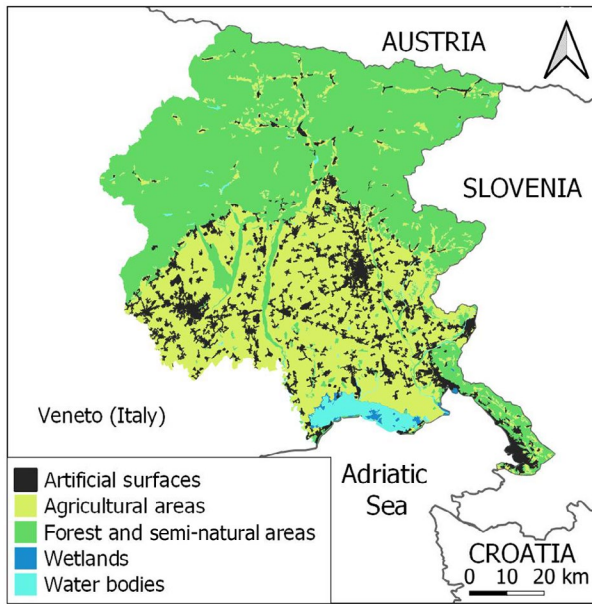 AUSTRIA
SLOVENIA
Veneto (Italy)
Adriatic
Sea
Artificial surfaces
Agricultural areas
Forest and semi-natural areas
Wetlands
Water bodies
CROATIA
0 10 20 km